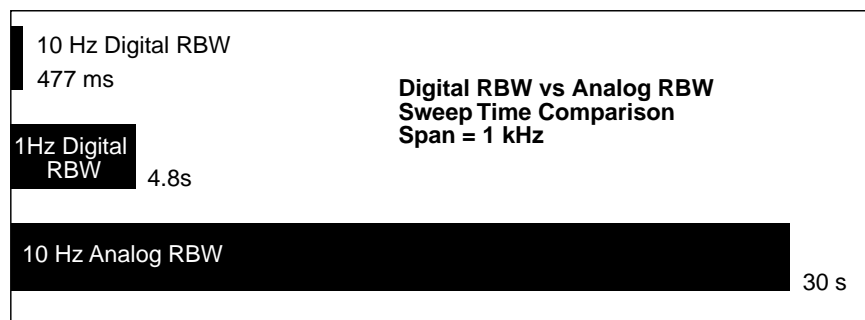 10 Hz Digital RBW
477 ms
Digital RBW vs Analog RBW
Sweep Time Comparison
Span = 1 kHz
1Hz Digital
RBW
4.8s
10 Hz Analog RBW
30 s